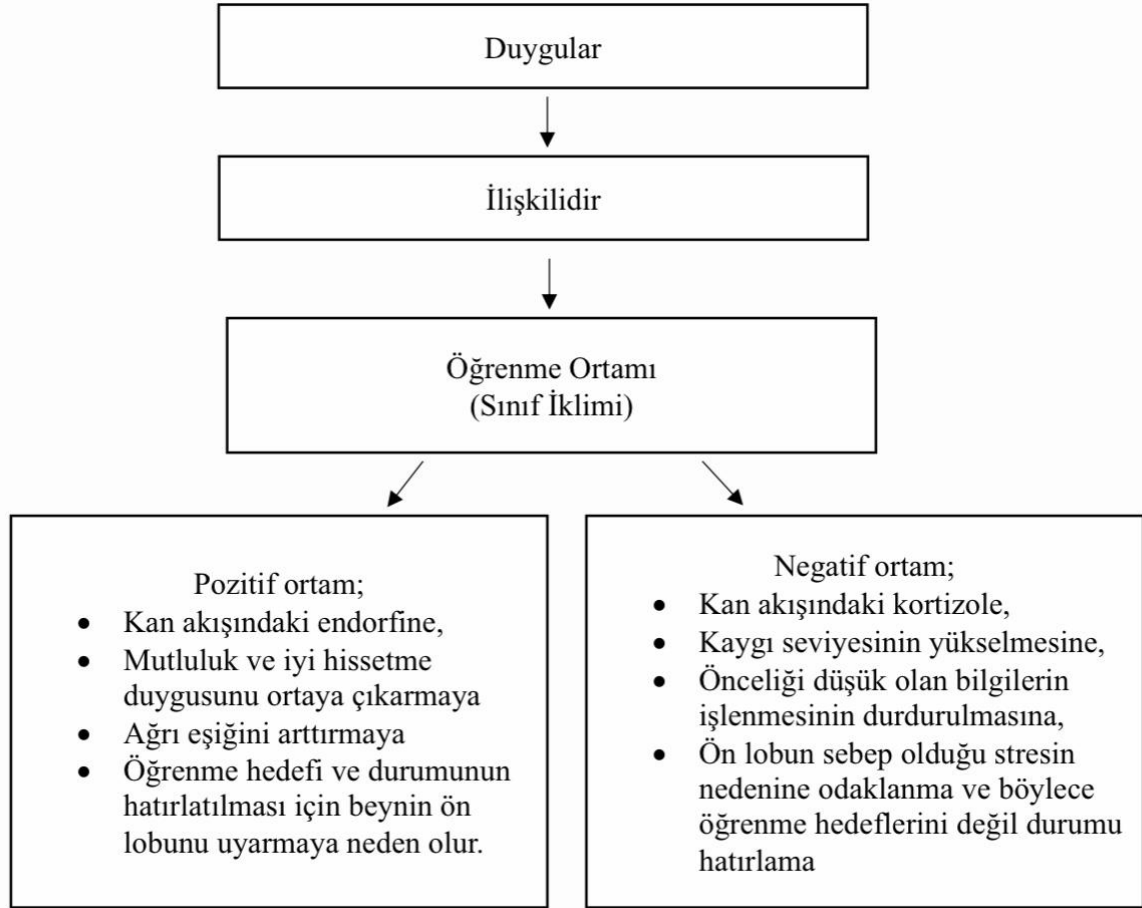 Duygular
İlişkilidir
Öğrenme Ortamı
(Sınıf İklimi)
Pozitif ortam;
• Kan akışındaki endorfine,
• Mutluluk ve iyi hissetme
duygusunu ortaya çıkarmaya
• Ağrı eşiğini arttırmaya
• Öğrenme hedefi ve durumunun
hatırlatılması için beynin ön
lobunu uyarmaya neden olur.
Negatif ortam;
• Kan akışındaki kortizole,
• Kaygı seviyesinin yükselmesine,
• Önceliği düşük olan bilgilerin
işlenmesinin durdurulmasına,
• Ön lobun sebep olduğu stresin
nedenine odaklanma ve böylece
öğrenme hedeflerini değil durumu
hatırlama